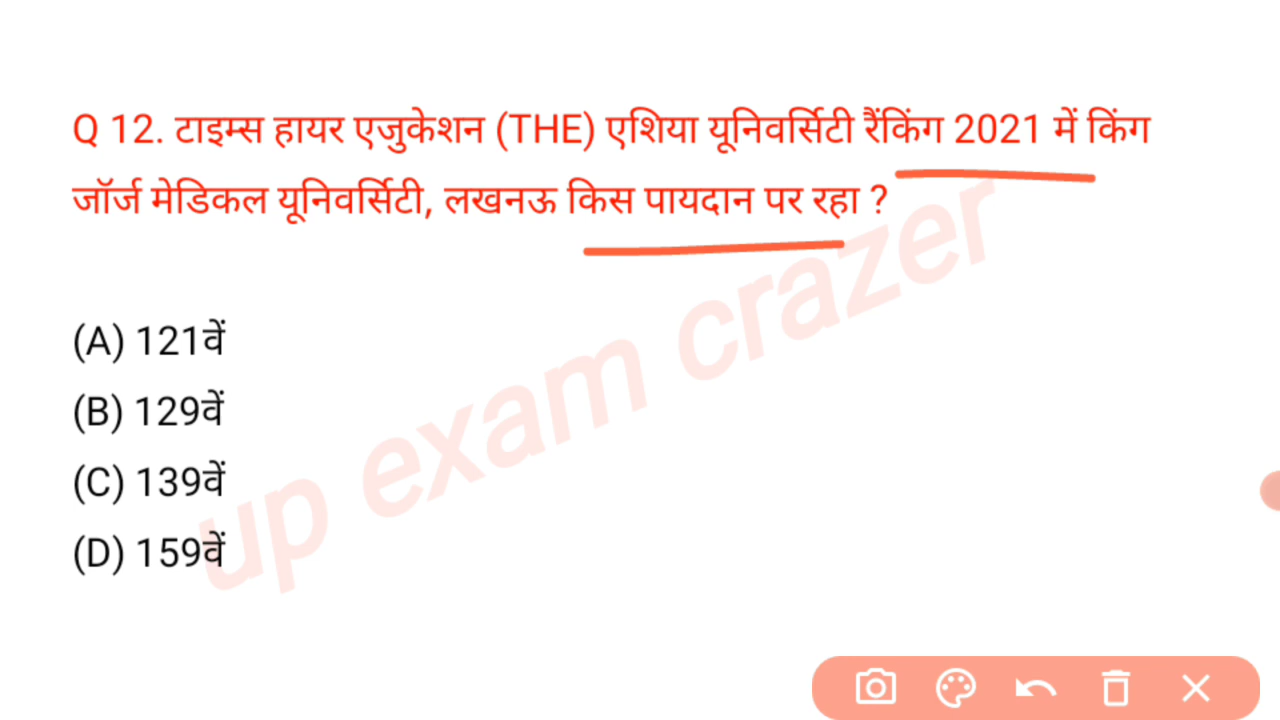 Q 12. टाइम्स हायर एजुकेशन (THE) एशिया यूनिवर्सिटी रैंकिंग 2021 में किंग
जॉर्ज मेडिकल यूनिवर्सिटी, लखनऊ किस पायदान पर रहा ?
(A) 121वें
(B) 129वें
(C) 139वें
(D) 159वें
up exam crazer